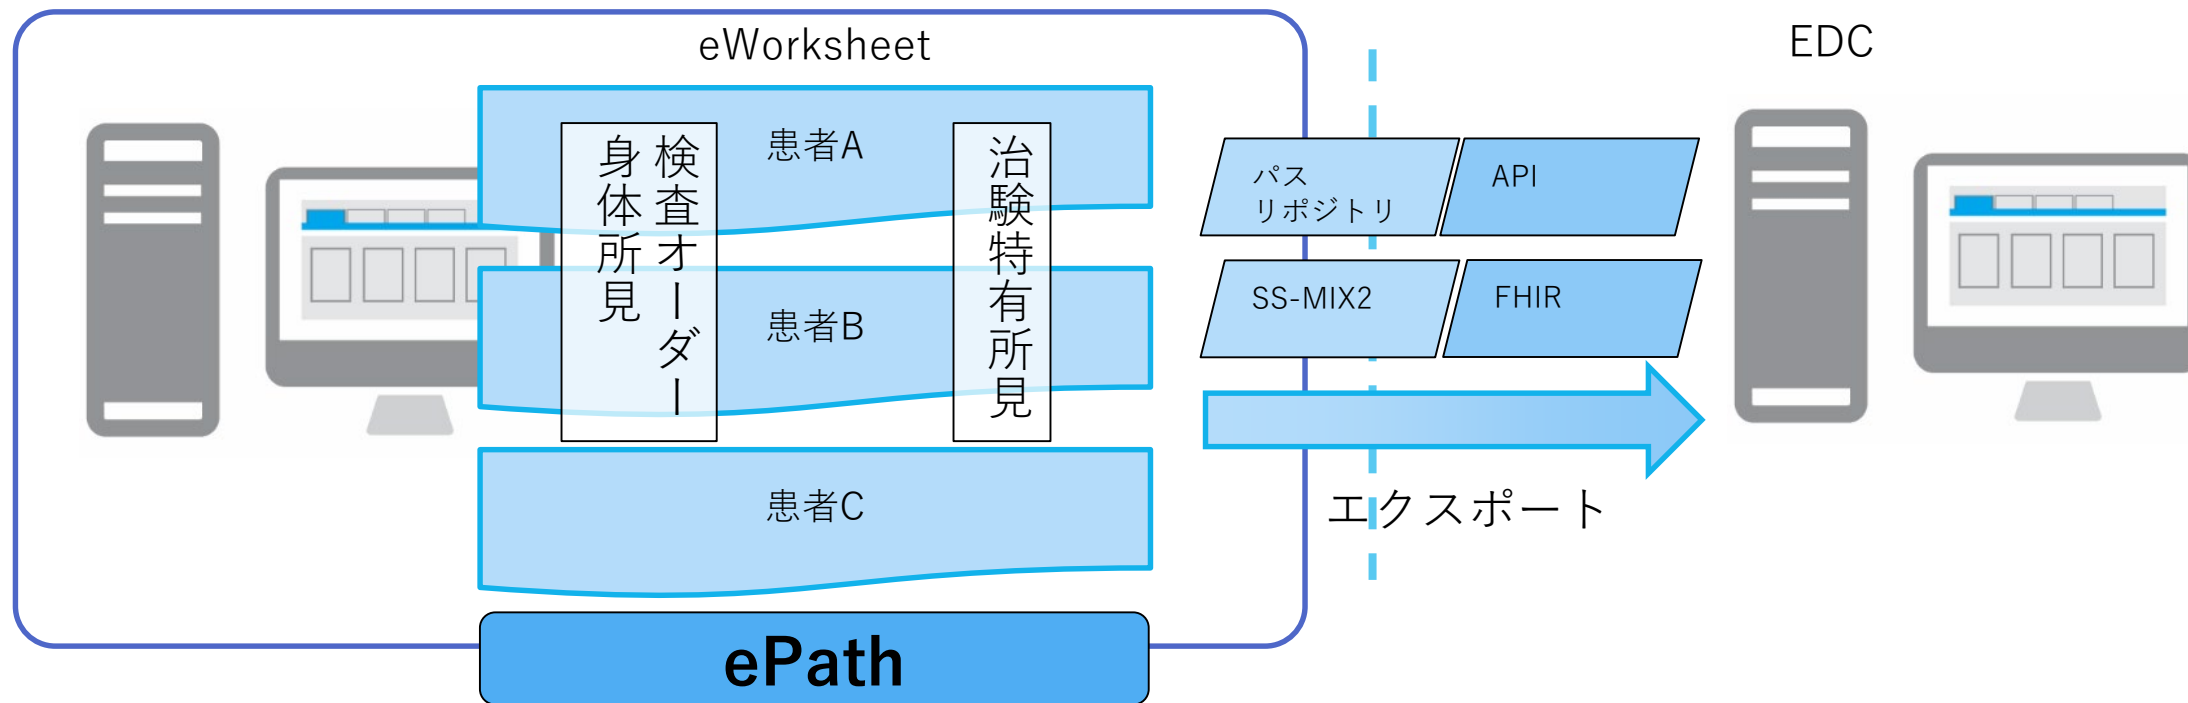 eWorksheet
EDC
患者A
検査オーダー
身体所見
治験特有所見
患者B
患者C
パス
リポジトリ
API
SS-MIX2
FHIR
エクスポート
ePath